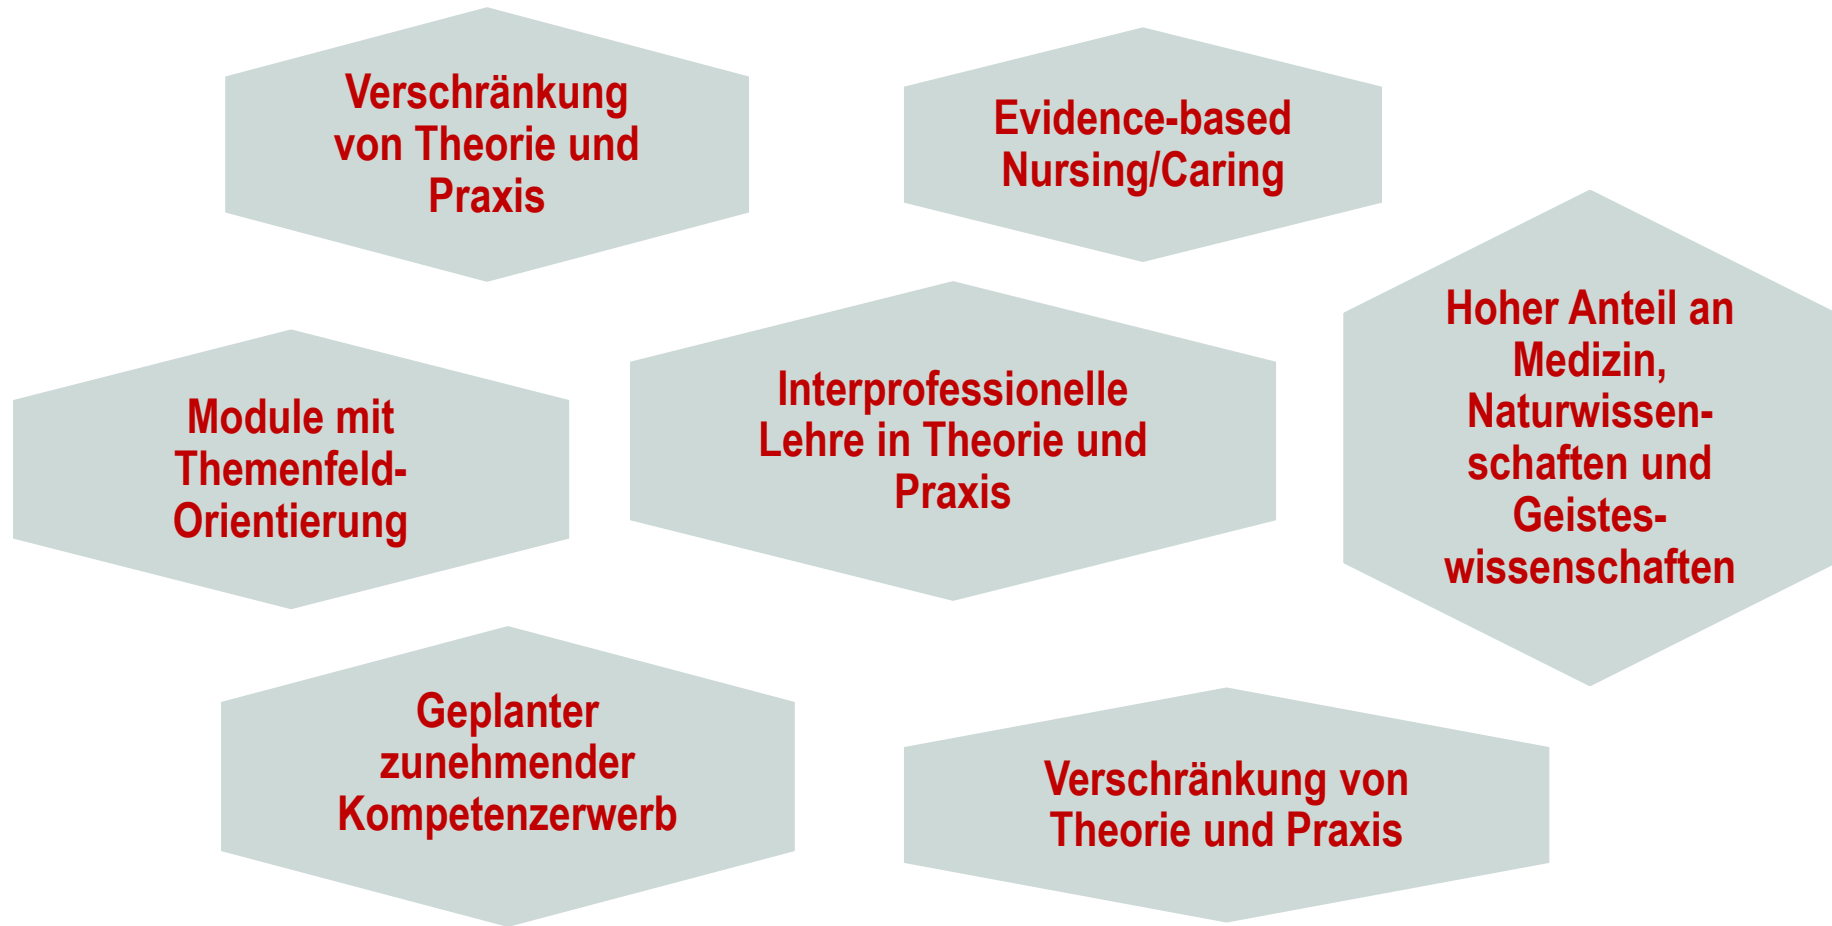 Verschränkung
von Theorie und
Praxis
Evidence-based
Nursing/Caring
Hoher Anteil an
Medizin,
Naturwissen-
schaften und
Geistes-
wissenschaften
Module mit
Themenfeld-
Orientierung
Interprofessionelle
Lehre in Theorie und
Praxis
Geplanter
zunehmender
Kompetenzerwerb
Verschränkung von
Theorie und Praxis